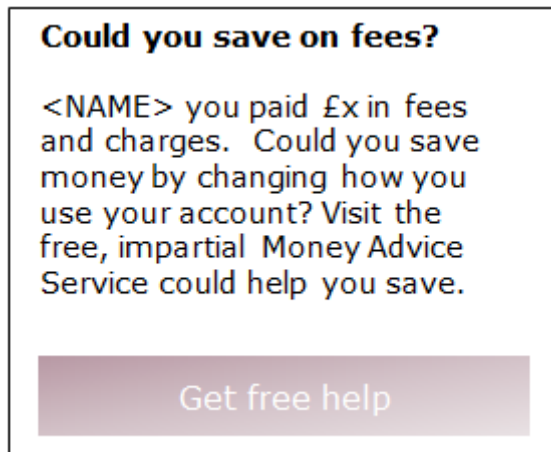 Could you save on fees?
<NAME> you paid £x in fees
and charges. Could you save
money by changing how you
use your account? Visit the
free, impartial Money Advice
Service could help you save.
Get free help